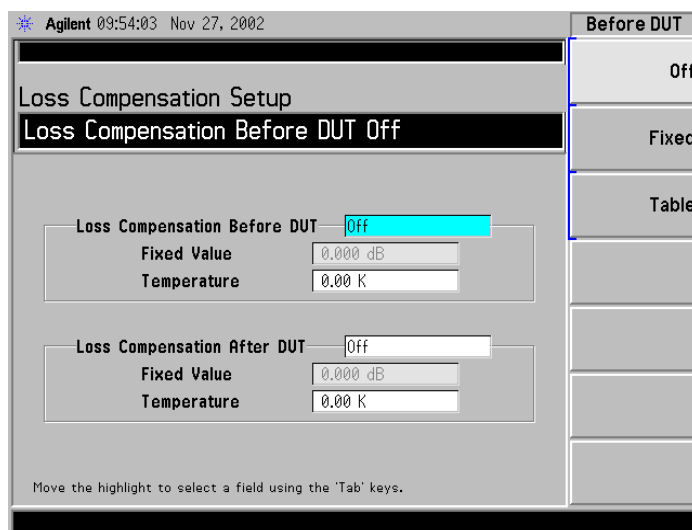 Agilent 09:54:03 Nov 27, 2002
Before DUT
Loss Compensation Setup
Loss Compensation Before DUT Off
Off
Fixed
Table
Loss Compensation Before DUT Off
Fixed Value 0.000 dB
Temperature 0.00 K
Loss Compensation After DUT Off
Fixed Value 0.000 dB
Temperature 0.00 K
Move the highlight to select a field using the 'Tab' keys.